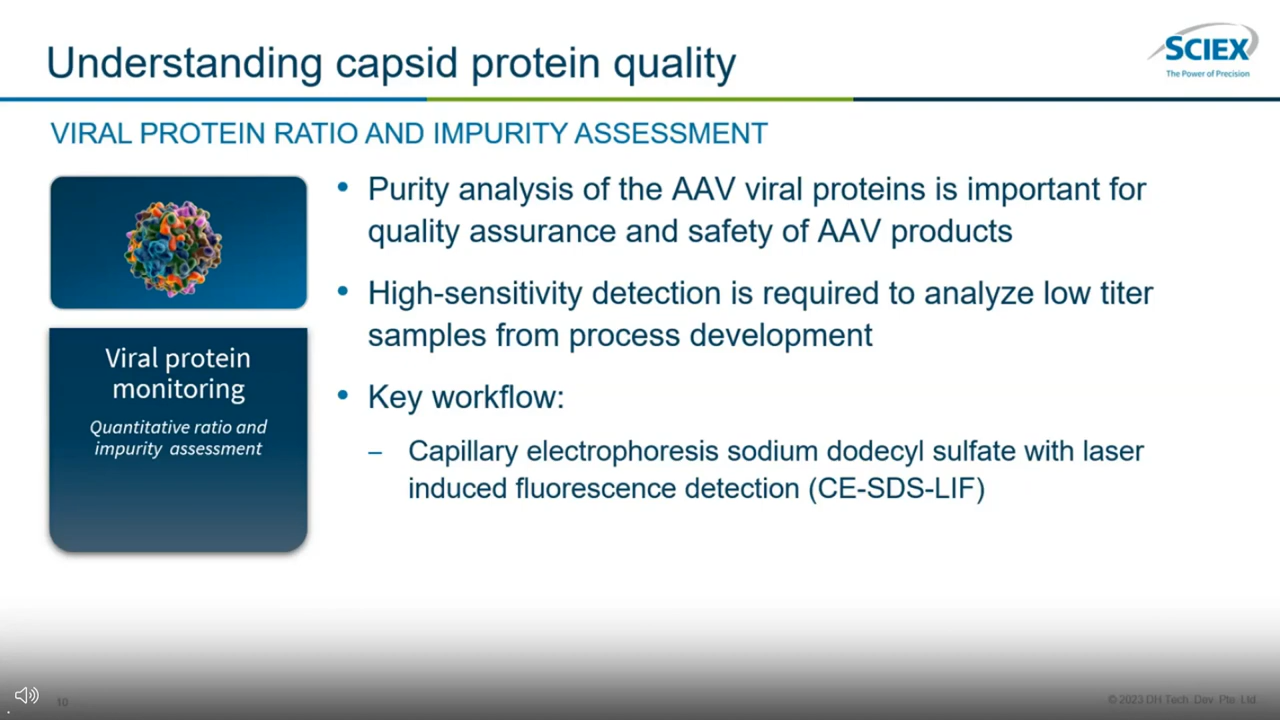 Understanding capsid protein quality
SCIEX
The Power of Precision
VIRAL PROTEIN RATIO AND IMPURITY ASSESSMENT
Viral protein
monitoring
Quantitative ratio and
impurity assessment
• Purity analysis of the AAV viral proteins is important for
quality assurance and safety of AAV products
• High-sensitivity detection is required to analyze low titer
samples from process development
• Key workflow:
– Capillary electrophoresis sodium dodecyl sulfate with laser
induced fluorescence detection (CE-SDS-LIF)
10
© 2023 DH Tech. Dev. Pte. Ltd.